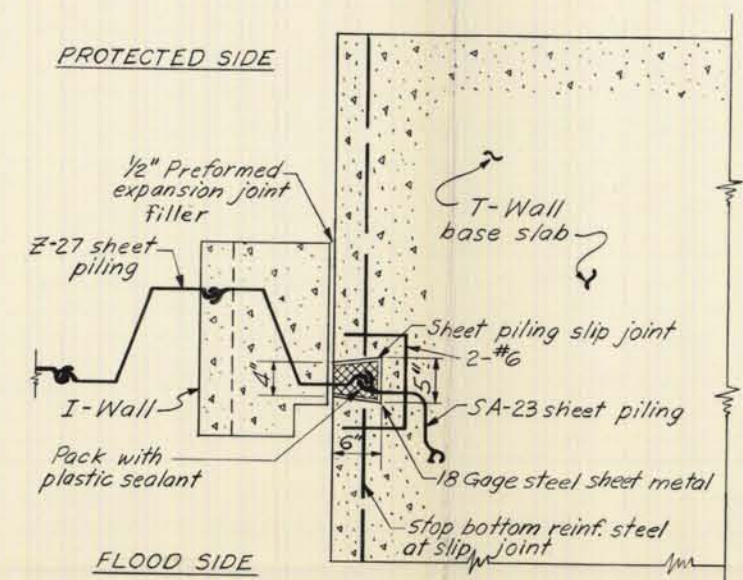 PROTECTED SIDE
1/2" Preformed
expansion joint
filler
Z-27 sheet
piling
T-Wall
base slab
Sheet piling slip joint
2-#6
4"
5"
SA-23 sheet piling
I-Wall
6"
Pack with
plastic sealant
18 Gage steel sheet metal
Stop bottom reinf. steel
at slip joint
FLOOD SIDE